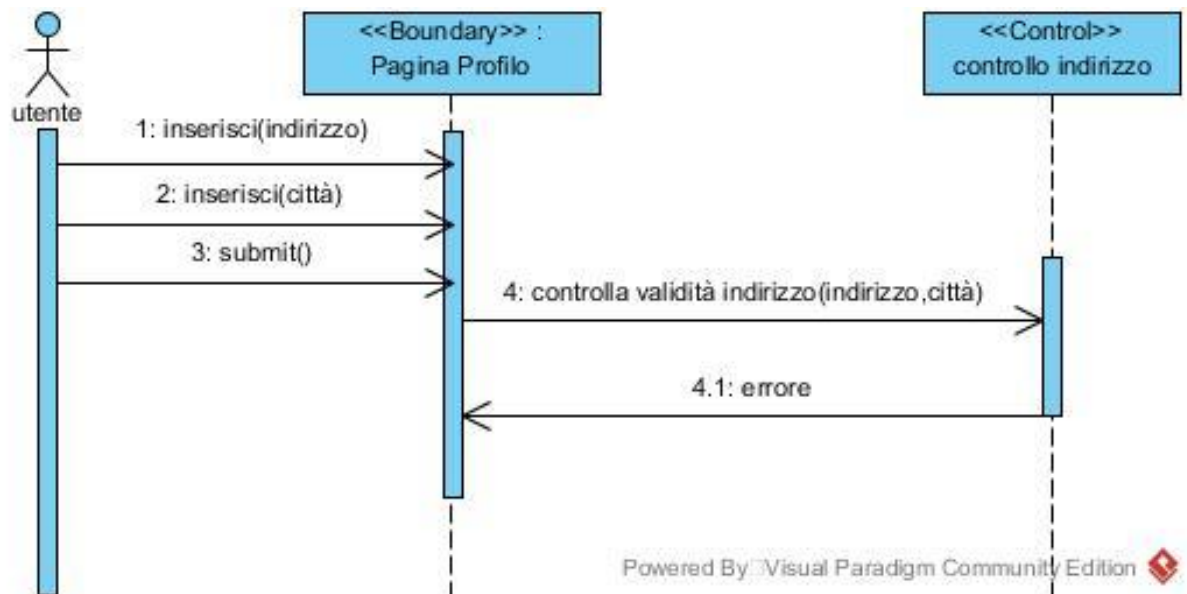 <<Boundary>> :
Pagina Profilo
<<Control>>
controllo indirizzo
utente
1: inserisci(indirizzo)
2: inserisci(città)
3: submit()
4: controlla validità indirizzo(indirizzo,città)
4.1: errore
Powered By Visual Paradigm Community Edition